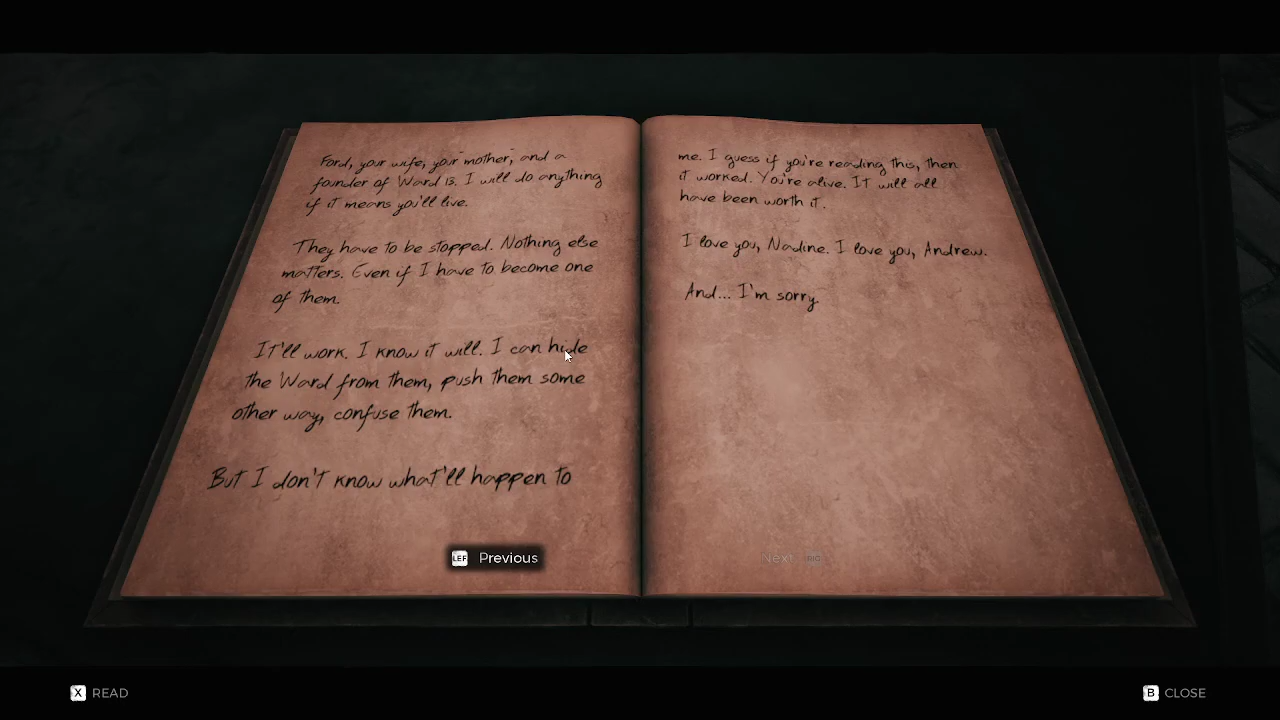 Ford, your wife, your "mother", and a
founder of Ward 13. I will do anything
if it means you'll live.
They have to be stopped. Nothing else
matters. Even if I have to become one
of them.
It'll work. I know it will. I can hide
the Ward from them, push them some
other way, confuse them.
But I don't know what'll happen to
me. I guess if you're reading this, then
it worked. You're alive. It will all
have been worth it.
I love you, Nadine. I love you, Andrew.
And... I'm sorry.
LEF Previous
Next RIG
X READ
B CLOSE